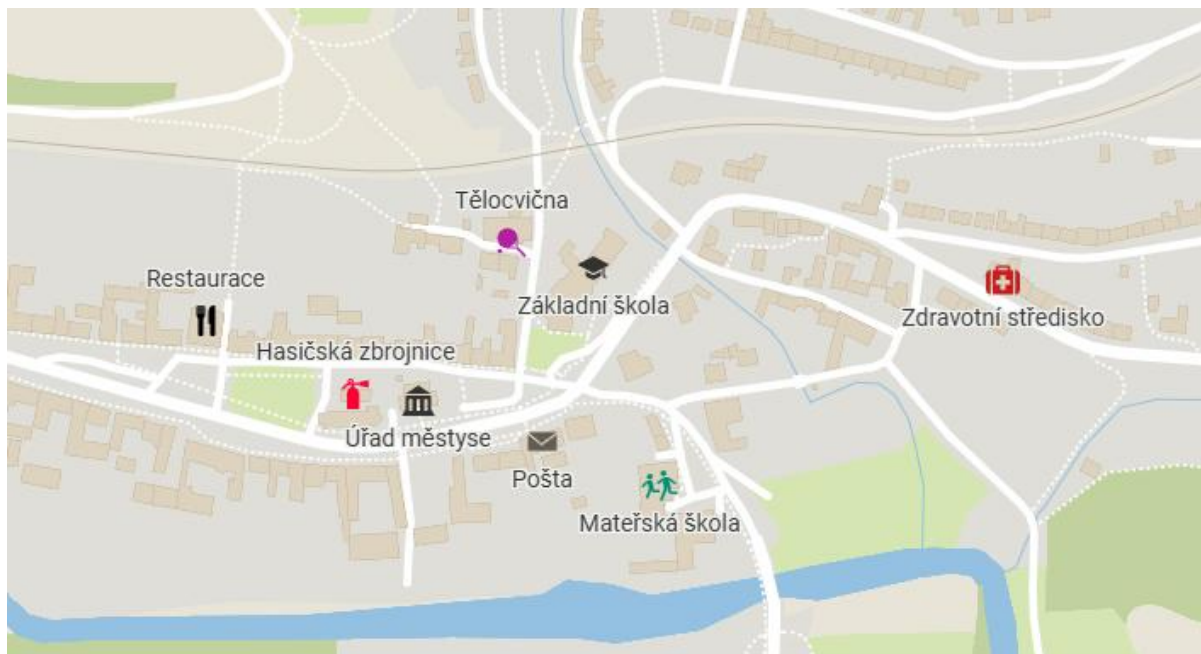 Tělocvična
Restaurace
Základní škola
Zdravotní středisko
Hasičská zbrojnice
Úřad městyse
Pošta
Mateřská škola